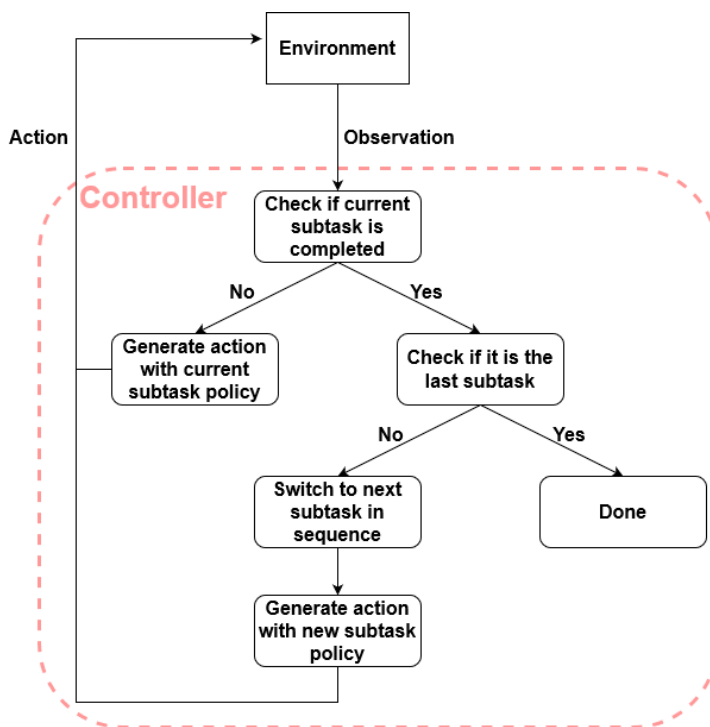 Environment
Action
Observation
Controller
Check if current
subtask is
completed
No
Yes
Generate action
with current
subtask policy
Check if it is the
last subtask
No
Yes
Switch to next
subtask in
sequence
Done
Generate action
with new subtask
policy